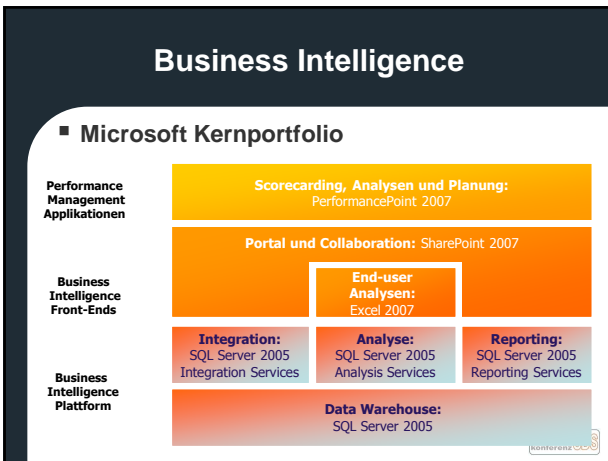 Business Intelligence
▪ Microsoft Kernportfolio
Performance
Management
Applikationen
Scorecarding, Analysen und Planung:
PerformancePoint 2007
Portal und Collaboration: SharePoint 2007
Business
Intelligence
Front-Ends
End-user
Analysen:
Excel 2007
Integration:
SQL Server 2005
Integration Services
Analyse:
SQL Server 2005
Analysis Services
Reporting:
SQL Server 2005
Reporting Services
Business
Intelligence
Plattform
Data Warehouse:
SQL Server 2005
konferenz